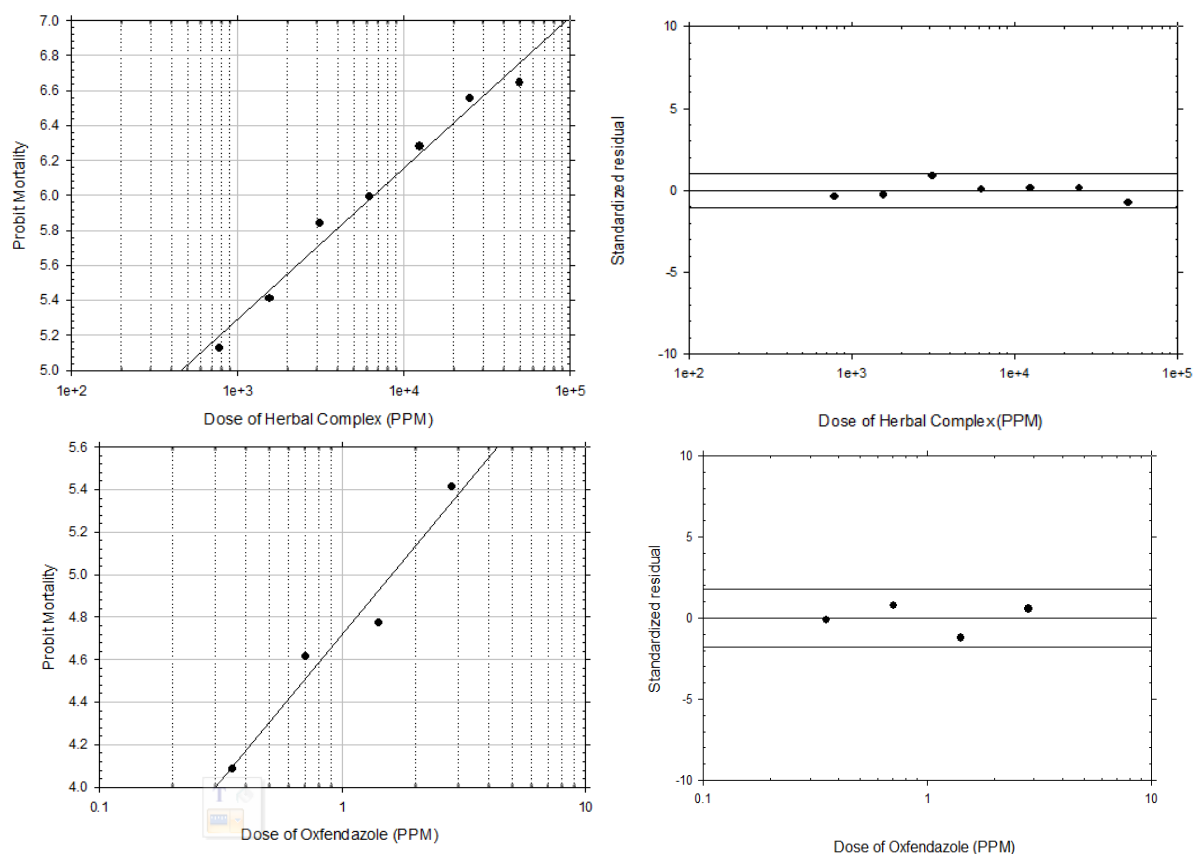 7.0
6.8
6.6
6.4
6.2
6.0
5.8
5.6
5.4
5.2
5.0
Probit Mortality
1e+2
1e+3
1e+4
1e+5
Dose of Herbal Complex (PPM)
10
5
0
-5
-10
Standardized residual
1e+2
1e+3
1e+4
1e+5
Dose of Herbal Complex(PPM)
5.6
5.4
5.2
5.0
4.8
4.6
4.4
4.2
4.0
Probit Mortality
0.1
1
10
T
Dose of Oxfendazole (PPM)
10
5
0
-5
-10
Standardized residual
0.1
1
10
Dose of Oxfendazole (PPM)